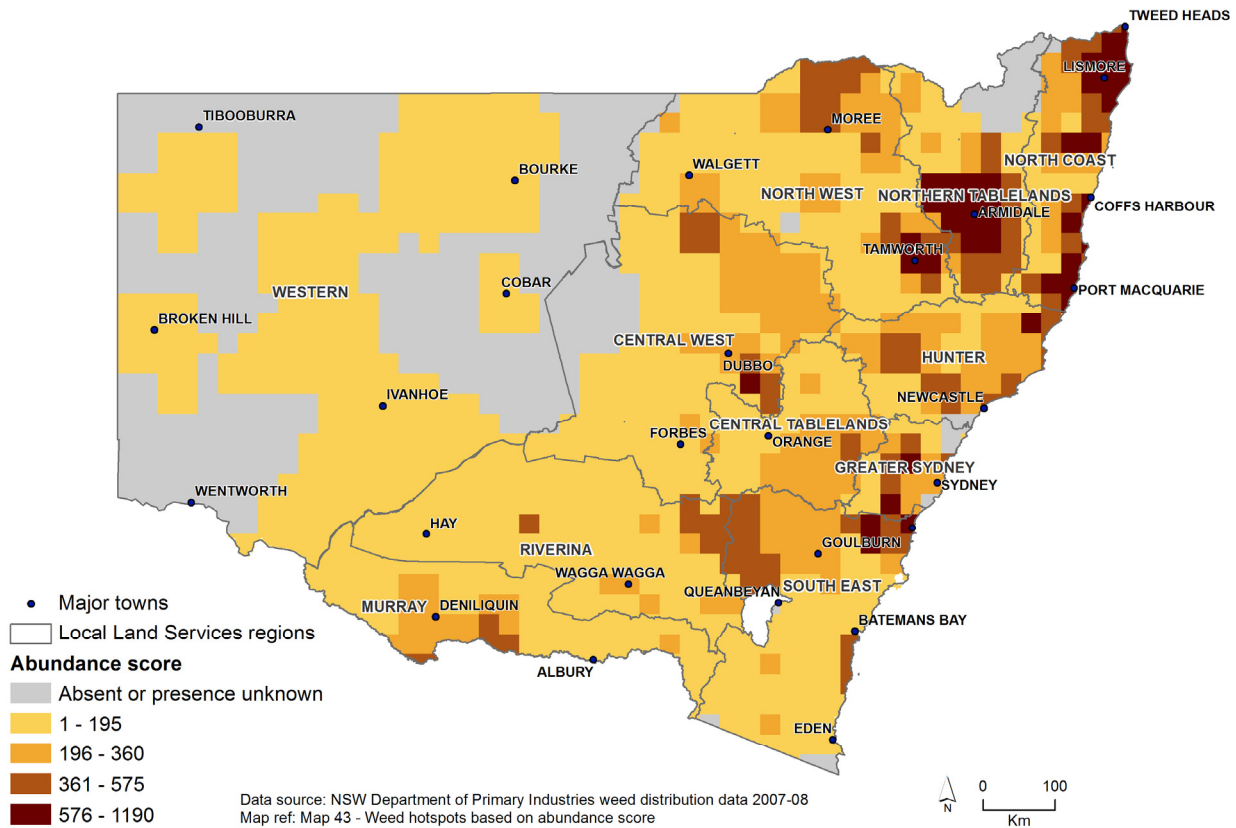 TWEED HEADS
LISMORE
TIBOOBURRA
MOREE
NORTH COAST
BOURKE
WALGETT
NORTH WEST
NORTHERN TABLELANDS
COFFS HARBOUR
ARMIDALE
TAMWORTH
COBAR
WESTERN
PORT MACQUARIE
BROKEN HILL
CENTRAL WEST
HUNTER
DUBBO
IVANHOE
NEWCASTLE
FORBES
CENTRAL TABLELANDS
ORANGE
GREATER SYDNEY
SYDNEY
WENTWORTH
HAY
GOULBURN
RIVERINA
WAGGA WAGGA
SOUTH EAST
QUEANBEYAN
MURRAY
DENILIQUIN
BATEMANS BAY
ALBURY
EDEN
Major towns
Local Land Services regions
Abundance score
Absent or presence unknown
1 - 195
196 - 360
361 - 575
576 - 1190
Data source: NSW Department of Primary Industries weed distribution data 2007-08
Map ref: Map 43 - Weed hotspots based on abundance score
N
0 100
Km